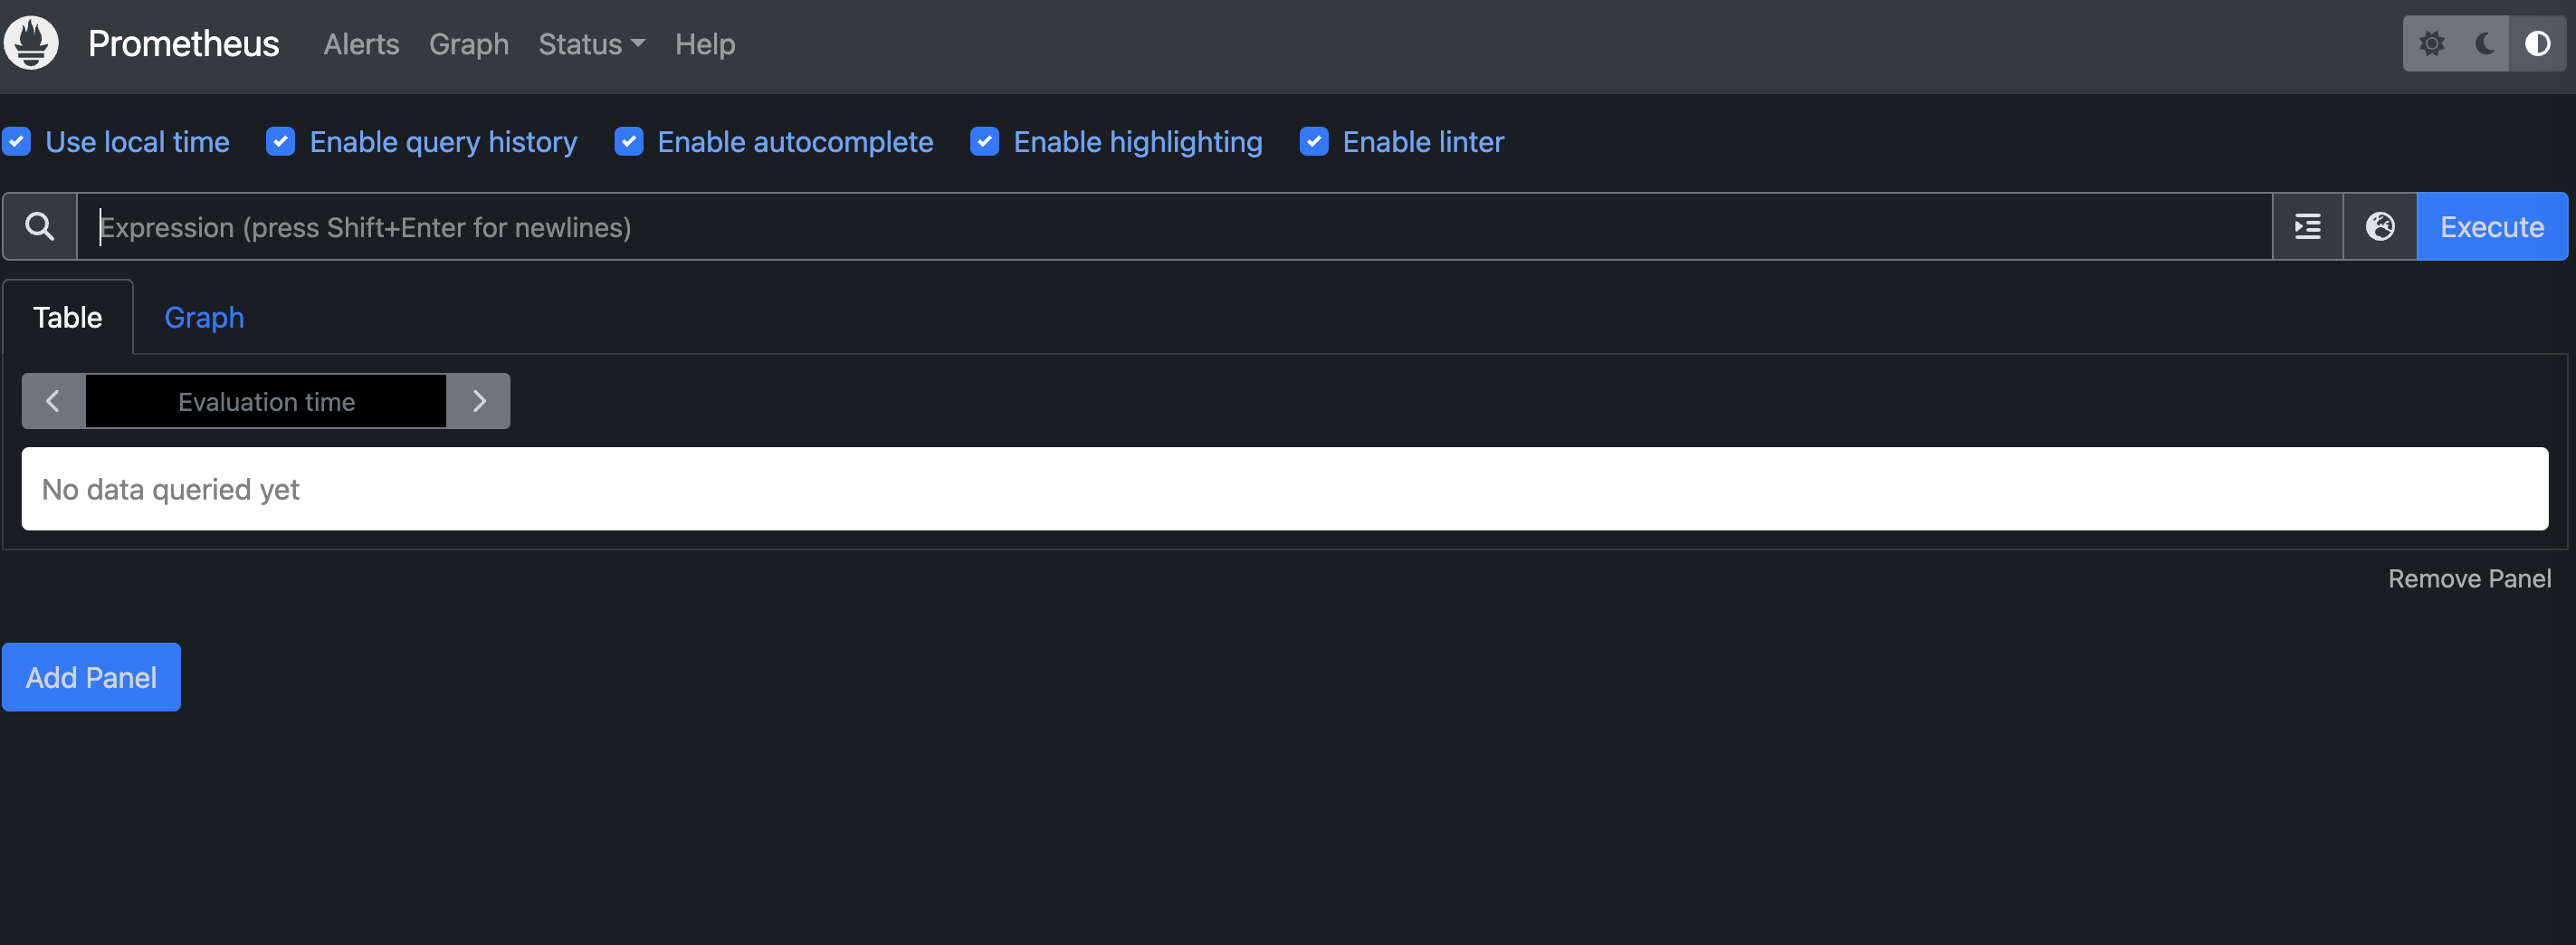 Prometheus Alerts Graph Status Help
Use local time Enable query history Enable autocomplete Enable highlighting Enable linter
Expression (press Shift+Enter for newlines) Execute
Table Graph
Evaluation time
No data queried yet
Remove Panel
Add Panel